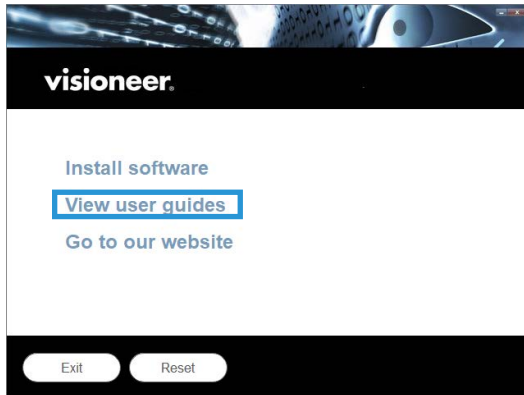 visioneer®
Install software
View user guides
Go to our website
Exit
Reset